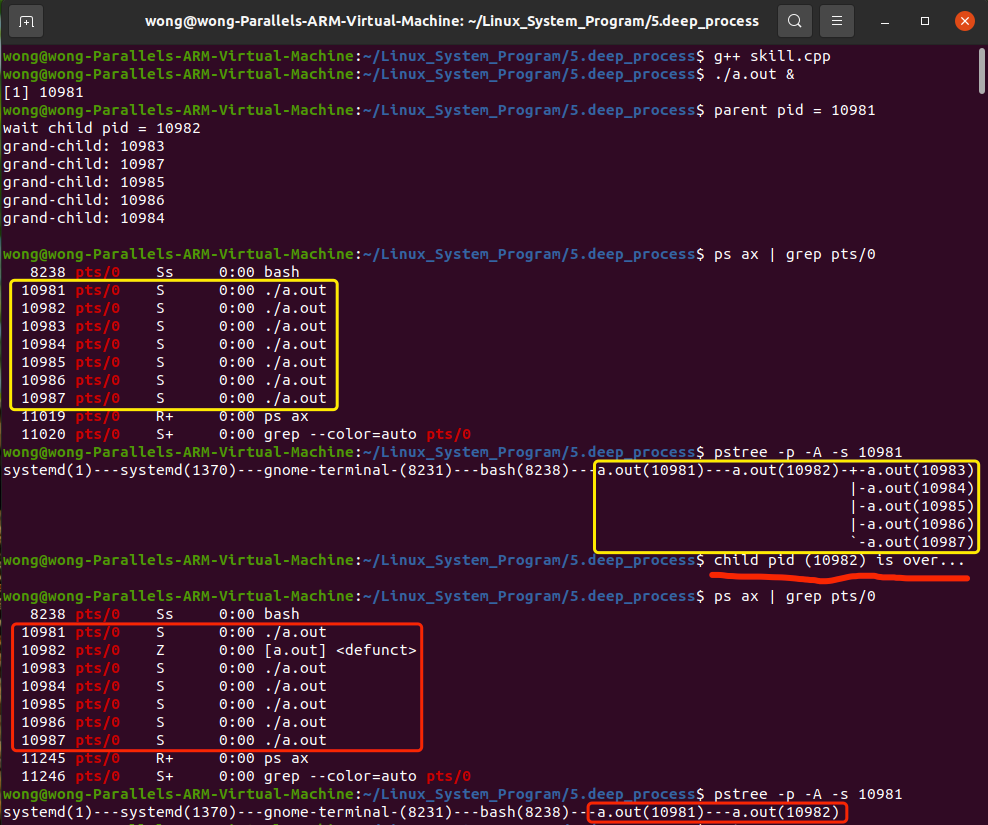 wong@wong-Parallels-ARM-Virtual-Machine: ~/Linux_System_Program/5.deep_process
wong@wong-Parallels-ARM-Virtual-Machine:~/Linux_System_Program/5.deep_process$ g++ skill.cpp
wong@wong-Parallels-ARM-Virtual-Machine:~/Linux_System_Program/5.deep_process$ ./a.out &
[1] 10981
wong@wong-Parallels-ARM-Virtual-Machine:~/Linux_System_Program/5.deep_process$ parent pid = 10981
wait child pid = 10982
grand-child: 10983
grand-child: 10987
grand-child: 10985
grand-child: 10986
grand-child: 10984
wong@wong-Parallels-ARM-Virtual-Machine:~/Linux_System_Program/5.deep_process$ ps ax | grep pts/0
   8238 pts/0    Ss     0:00 bash
  10981 pts/0    S      0:00 ./a.out
  10982 pts/0    S      0:00 ./a.out
  10983 pts/0    S      0:00 ./a.out
  10984 pts/0    S      0:00 ./a.out
  10985 pts/0    S      0:00 ./a.out
  10986 pts/0    S      0:00 ./a.out
  10987 pts/0    S      0:00 ./a.out
  11019 pts/0    R+     0:00 ps ax
  11020 pts/0    S+     0:00 grep --color=auto pts/0
wong@wong-Parallels-ARM-Virtual-Machine:~/Linux_System_Program/5.deep_process$ pstree -p -A -s 10981
systemd(1)---systemd(1370)---gnome-terminal-(8231)---bash(8238)---a.out(10981)---a.out(10982)-+-a.out(10983)
|-a.out(10984)
|-a.out(10985)
|-a.out(10986)
`-a.out(10987)
wong@wong-Parallels-ARM-Virtual-Machine:~/Linux_System_Program/5.deep_process$ child pid (10982) is over...
wong@wong-Parallels-ARM-Virtual-Machine:~/Linux_System_Program/5.deep_process$ ps ax | grep pts/0
   8238 pts/0    Ss     0:00 bash
  10981 pts/0    S      0:00 ./a.out
  10982 pts/0    Z      0:00 [a.out] <defunct>
  10983 pts/0    S      0:00 ./a.out
  10984 pts/0    S      0:00 ./a.out
  10985 pts/0    S      0:00 ./a.out
  10986 pts/0    S      0:00 ./a.out
  10987 pts/0    S      0:00 ./a.out
  11245 pts/0    R+     0:00 ps ax
  11246 pts/0    S+     0:00 grep --color=auto pts/0
wong@wong-Parallels-ARM-Virtual-Machine:~/Linux_System_Program/5.deep_process$ pstree -p -A -s 10981
systemd(1)---systemd(1370)---gnome-terminal-(8231)---bash(8238)---a.out(10981)---a.out(10982)